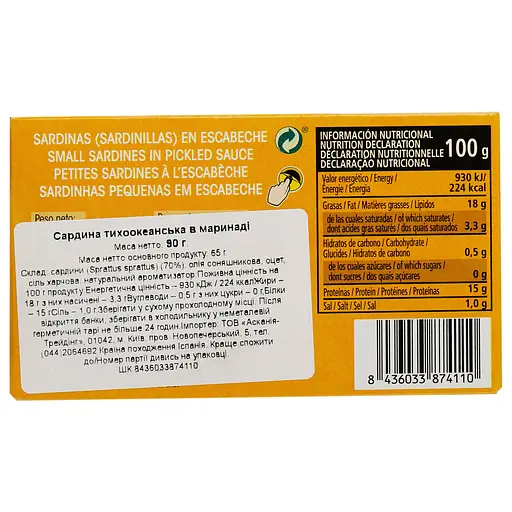 SARDINAS (SARDINILLAS) EN ESCABECHE
SMALL SARDINES IN PICKLED SAUCE
PETITES SARDINES À L'ESCABÈCHE
SARDINHAS PEQUENAS EM ESCABECHE
Peso neto:
Сардина тихоокеанська в маринаді
Маса нетто: 90 г
Маса нетто основного продукту: 65 г.
Склад: сардини (Sprattus sprattus) (70%), олія соняшникова, оцет,
сіль харчова, натуральний ароматизатор.Поживна цінність на
100 г продукту:Енергетична цінність – 930 кДж / 224 ккалЖири –
18 г,з них насичені – 3,3 гВуглеводи – 0,5 г,з них цукри – 0 г,Білки
– 15 гСіль – 1,0 г.Зберігати у сухому прохолодному місці. Після
відкриття банки, зберігати в холодильнику у неметалевій
герметичній тарі не більше 24 годин.Імпортер: ТОВ «Асканія-
Трейдінг», 01042, м. Київ, пров. Новопечерський, 5, тел.
(044)2064692 Країна походження Іспанія. Краще спожити
до/Номер партії дивись на упаковці.
ШК 8436033874110
INFORMACIÓN NUTRICIONAL
NUTRITION DECLARATION
DÉCLARATION NUTRITIONNELLE
DECLARAÇÃO NUTRICIONAL
100 g
Valor energético / Energy / 930 kJ/
Énergie / Energia 224 kcal
Grasas / Fat / Matières grasses / Lípidos 18 g
de las cuales saturadas / of which saturates /
dont acides gras saturés / dos quais saturados 3,3 g
Hidratos de carbono / Carbohydrate /
Glucides / Hidratos de carbono 0,5 g
de los cuales azúcares / of which sugars /
dont sucres / dos quais açúcares 0 g
Proteínas / Protein / Protéines / Proteínas 15 g
Sal / Salt / Sel / Sal 1,0 g
8 436033 874110